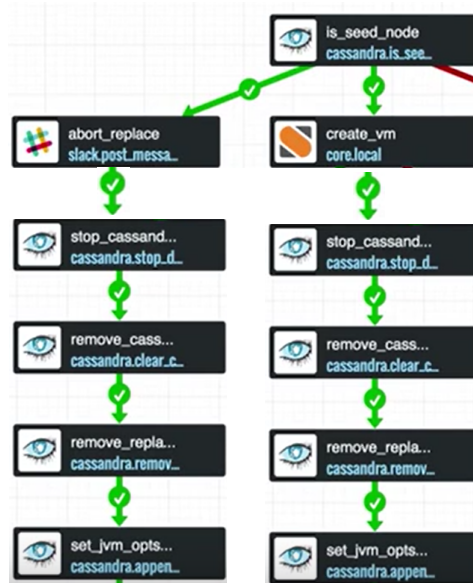 is_seed_node
cassandra.is_see...
abort_replace
slack.post_messa...
create_vm
core.local
stop_cassand...
cassandra.stop_d...
stop_cassand...
cassandra.stop_d...
remove_cass...
cassandra.clear_c...
remove_cass...
cassandra.clear_c...
remove_repla...
cassandra.remov...
remove_repla...
cassandra.remov...
set_jvm_opts...
cassandra.appen...
set_jvm_opts...
cassandra.appen...